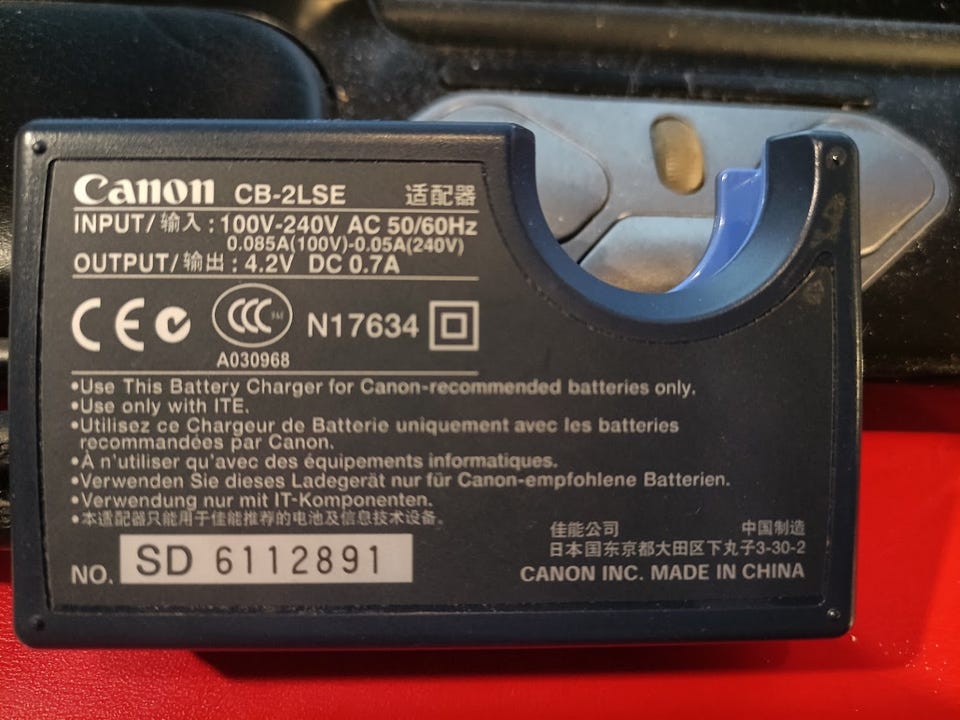 Canon CB-2LSE 适配器
INPUT/输入:100V-240V AC 50/60Hz
0.085A(100V)-0.05A(240V)
OUTPUT/输出:4.2V DC 0.7A
CE CCC N17634
A030968
•Use This Battery Charger for Canon-recommended batteries only.
•Use only with ITE.
•Utilisez ce Chargeur de Batterie uniquement avec les batteries
recommandées par Canon.
•À n'utiliser qu'avec des équipements informatiques.
•Verwenden Sie dieses Ladegerät nur für Canon-empfohlene Batterien.
•Verwendung nur mit IT-Komponenten.
•本适配器只能用于佳能推荐的电池及信息技术设备。
佳能公司 中国制造
日本国东京都大田区下丸子3-30-2
NO. SD 6112891
CANON INC. MADE IN CHINA